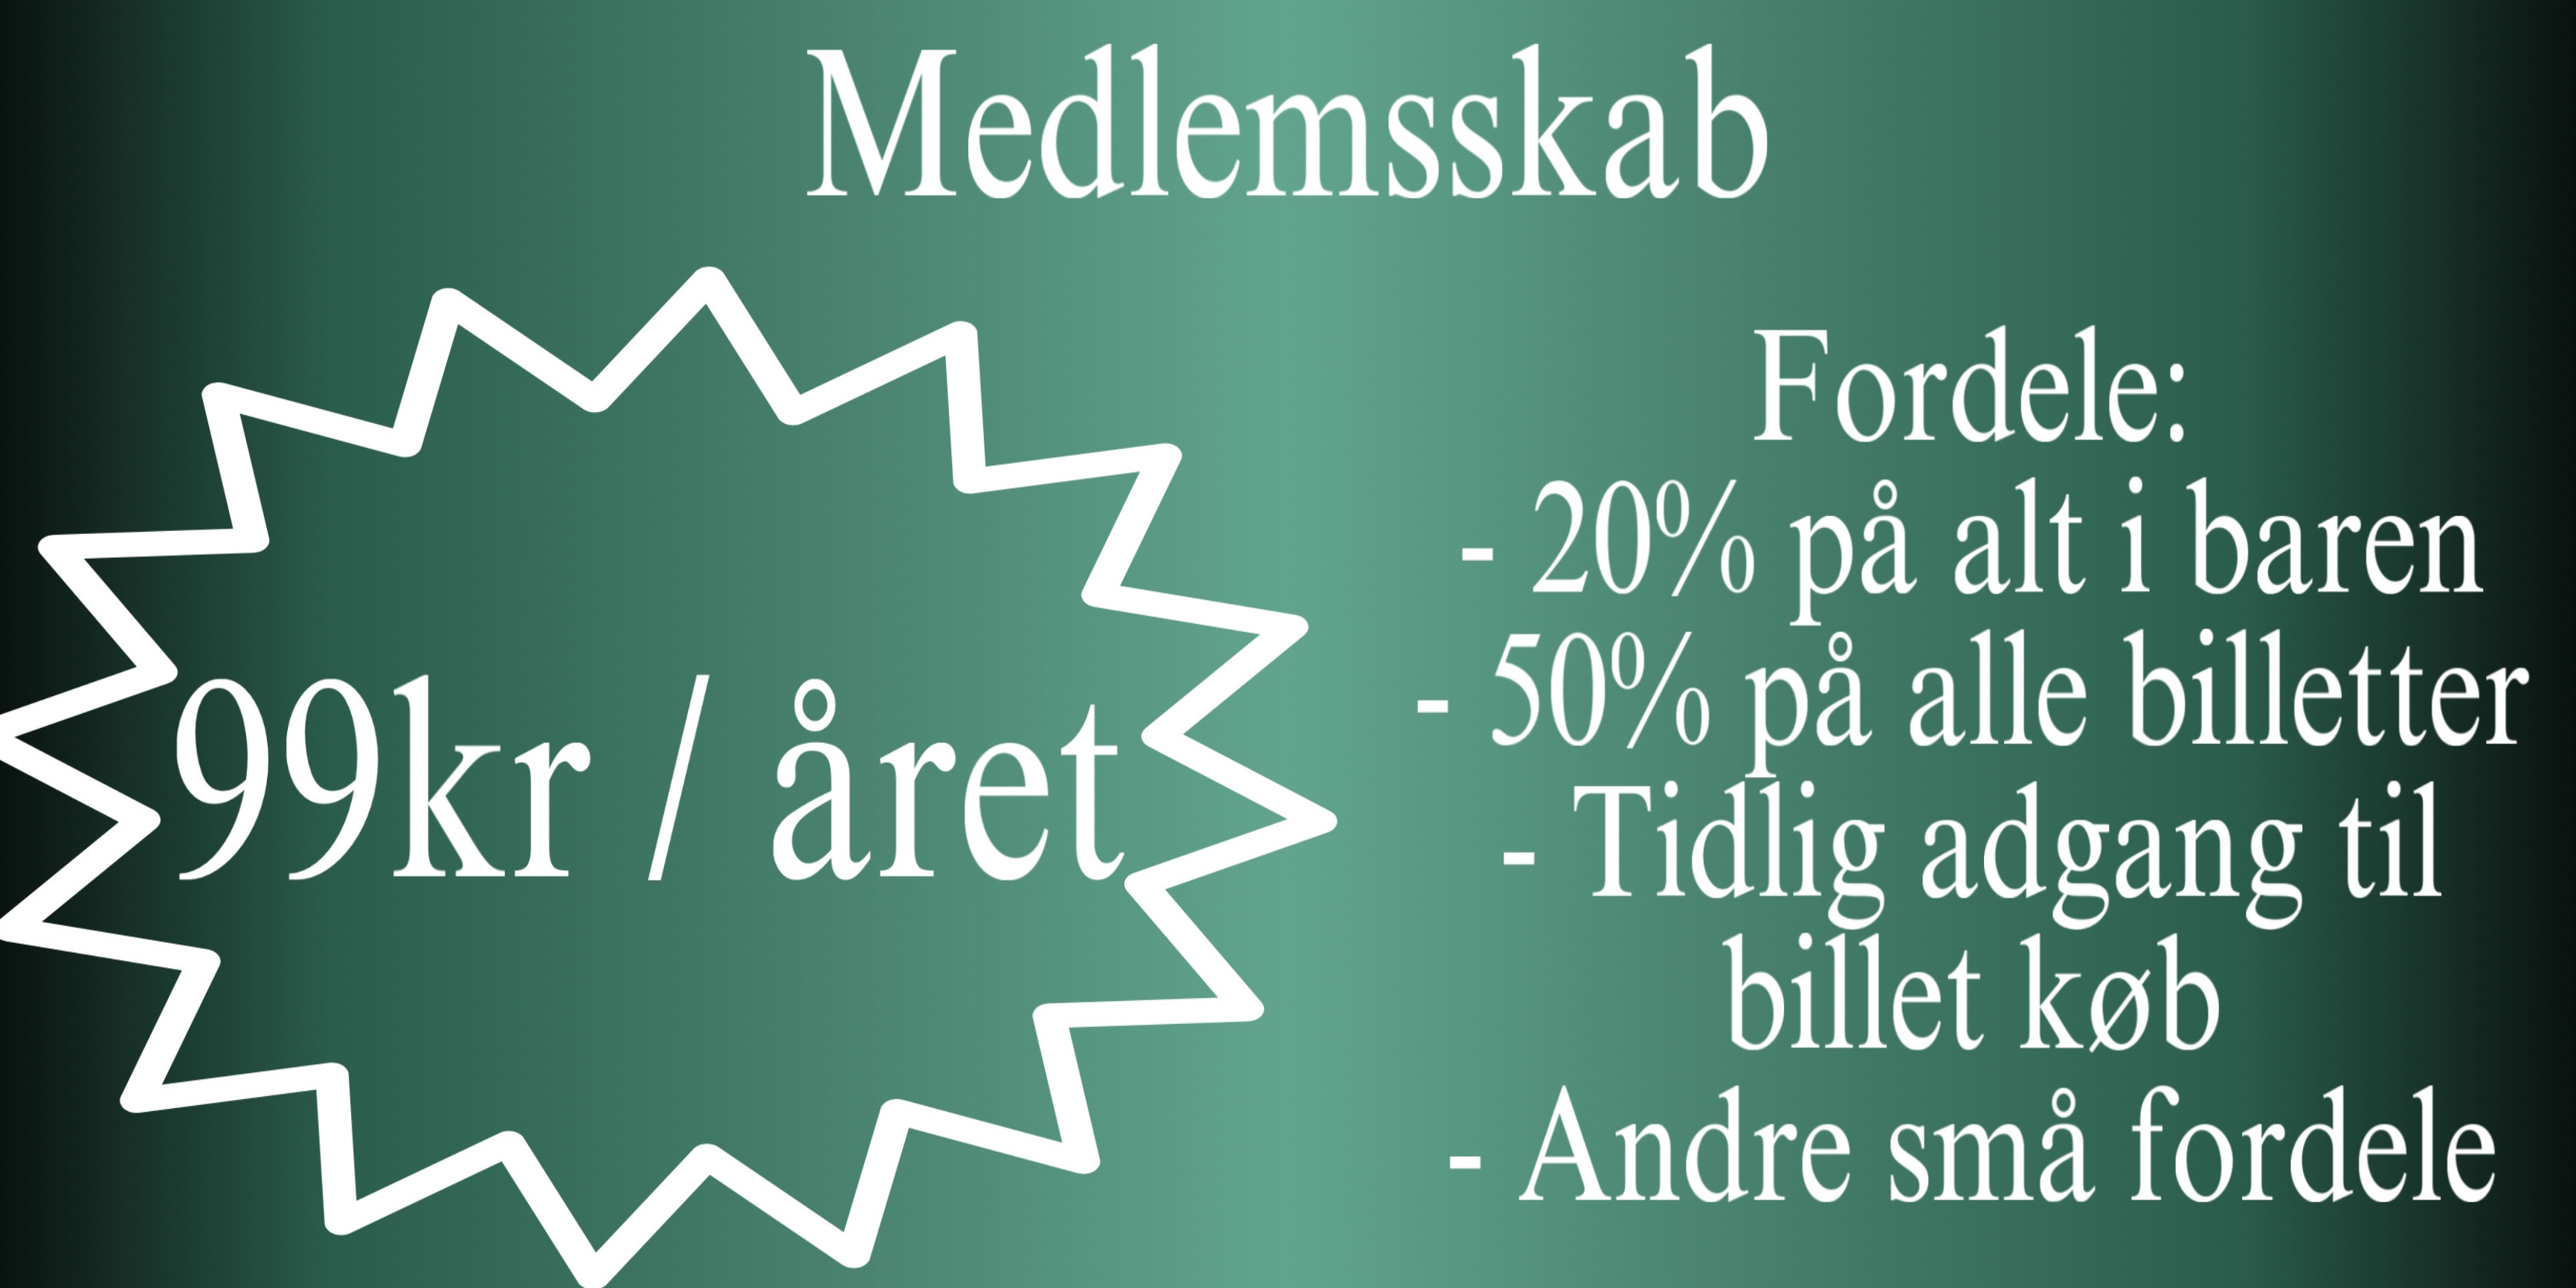 Medlemsskab
99kr / året
Fordele:
- 20% på alt i baren
- 50% på alle billetter
- Tidlig adgang til
billet køb
- Andre små fordele